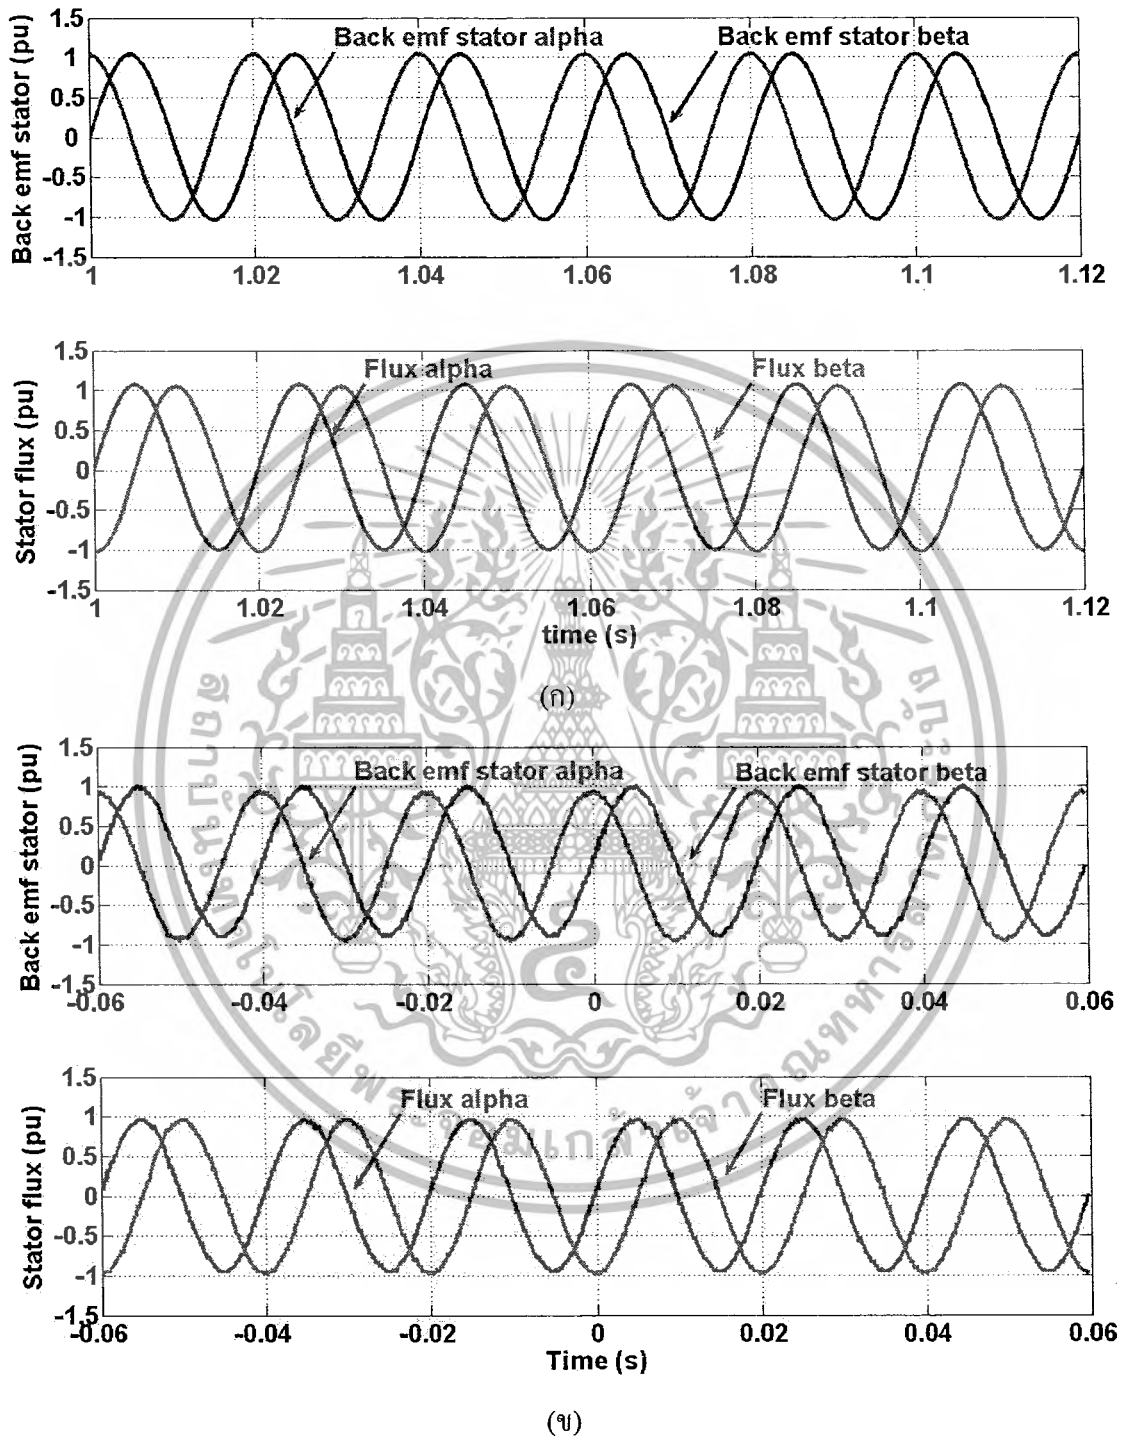 Back emf stator (pu)
1.5
1
0.5
0
-0.5
-1
-1.5
Back emf stator alpha
Back emf stator beta
1 1.02 1.04 1.06 1.08 1.1 1.12
Stator flux (pu)
1.5
1
0.5
0
-0.5
-1
-1.5
Flux alpha
Flux beta
1 1.02 1.04 1.06 1.08 1.1 1.12
time (s)
(ก)
Back emf stator (pu)
1.5
1
0.5
0
-0.5
-1
-1.5
Back emf stator alpha
Back emf stator beta
-0.06 -0.04 -0.02 0 0.02 0.04 0.06
Stator flux (pu)
1.5
1
0.5
0
-0.5
-1
-1.5
Flux alpha
Flux beta
-0.06 -0.04 -0.02 0 0.02 0.04 0.06
Time (s)
(ข)